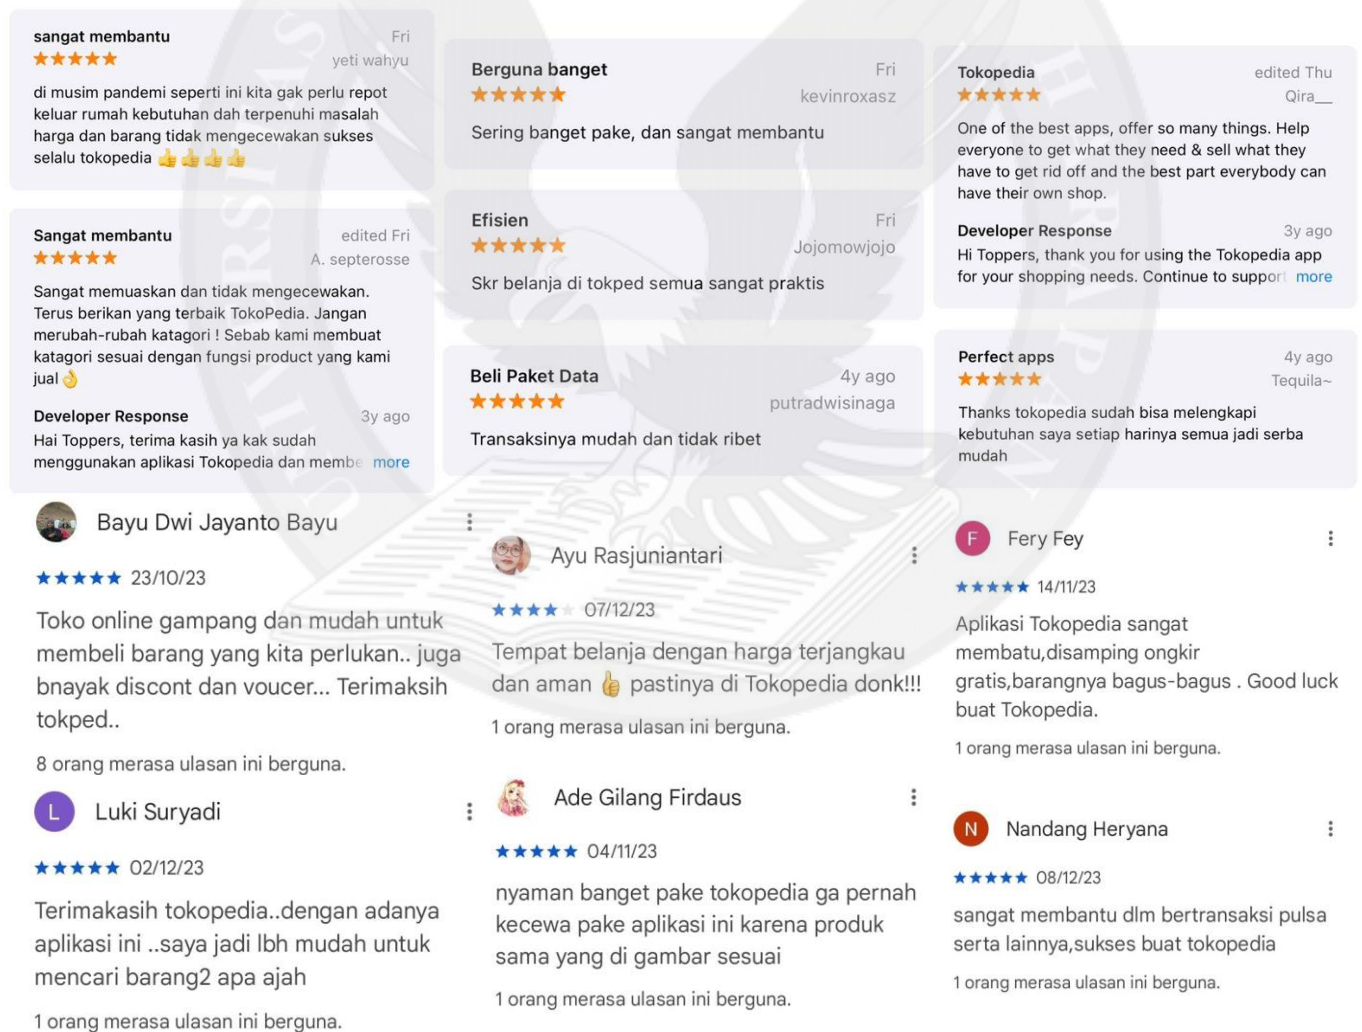 sangat membantu
Fri
yeti wahyu
di musim pandemi seperti ini kita gak perlu repot
keluar rumah kebutuhan dah terpenuhi masalah
harga dan barang tidak mengecewakan sukses
selalu tokopedia 👍👍👍👍
Sangat membantu
edited Fri
A. septerosse
Sangat memuaskan dan tidak mengecewakan.
Terus berikan yang terbaik TokoPedia. Jangan
merubah-rubah katagori ! Sebab kami membuat
katagori sesuai dengan fungsi product yang kami
jual👌
Developer Response
3y ago
Hai Toppers, terima kasih ya kak sudah
menggunakan aplikasi Tokopedia dan membe more
Berguna banget
Fri
kevinroxasz
Sering banget pake, dan sangat membantu
Efisien
Fri
Jojomowjojo
Skr belanja di tokped semua sangat praktis
Beli Paket Data
4y ago
putradwisinaga
Transaksinya mudah dan tidak ribet
Tokopedia
edited Thu
Qira__
One of the best apps, offer so many things. Help
everyone to get what they need & sell what they
have to get rid off and the best part everybody can
have their own shop.
Developer Response
3y ago
Hi Toppers, thank you for using the Tokopedia app
for your shopping needs. Continue to support more
Perfect apps
4y ago
Tequila~
Thanks tokopedia sudah bisa melengkapi
kebutuhan saya setiap harinya semua jadi serba
mudah
Bayu Dwi Jayanto Bayu
23/10/23
Toko online gampang dan mudah untuk
membeli barang yang kita perlukan.. juga
bnayak discont dan voucer... Terimaksih
tokped..
8 orang merasa ulasan ini berguna.
L
Luki Suryadi
02/12/23
Terimakasih tokopedia..dengan adanya
aplikasi ini ..saya jadi lbh mudah untuk
mencari barang2 apa ajah
1 orang merasa ulasan ini berguna.
Ayu Rasjuniantari
07/12/23
Tempat belanja dengan harga terjangkau
dan aman 👍 pastinya di Tokopedia donk!!!
1 orang merasa ulasan ini berguna.
Ade Gilang Firdaus
04/11/23
nyaman banget pake tokopedia ga pernah
kecewa pake aplikasi ini karena produk
sama yang di gambar sesuai
1 orang merasa ulasan ini berguna.
F
Fery Fey
14/11/23
Aplikasi Tokopedia sangat
membatu,disamping ongkir
gratis,barangnya bagus-bagus . Good luck
buat Tokopedia.
1 orang merasa ulasan ini berguna.
N
Nandang Heryana
08/12/23
sangat membantu dlm bertransaksi pulsa
serta lainnya,sukses buat tokopedia
1 orang merasa ulasan ini berguna.